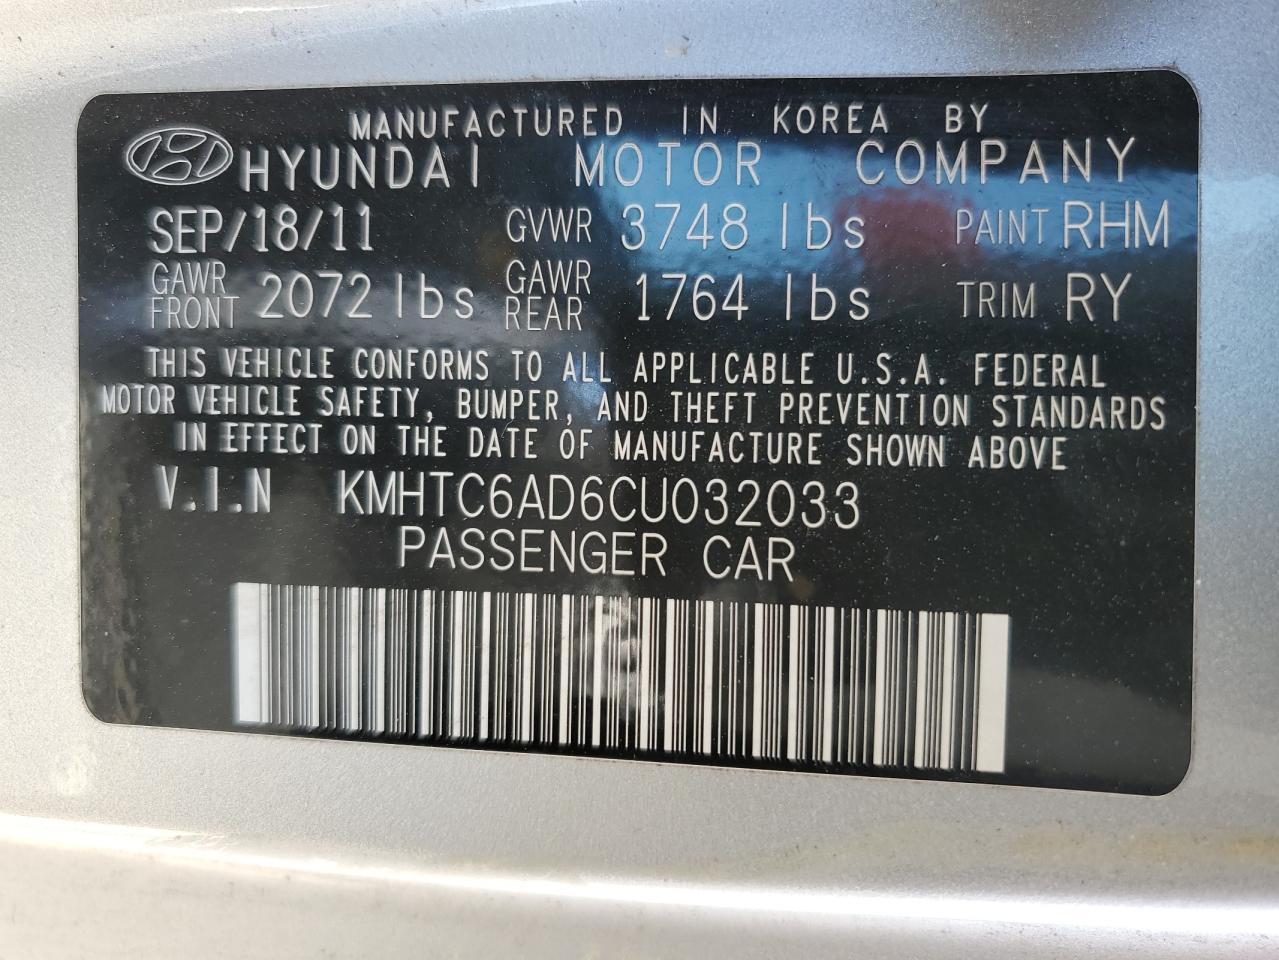 MANUFACTURED IN KOREA BY
HYUNDAI MOTOR COMPANY
SEP/18/11 GVWR 3748 lbs PAINT RHM
GAWR FRONT 2072 lbs GAWR REAR 1764 lbs TRIM RY
THIS VEHICLE CONFORMS TO ALL APPLICABLE U.S.A. FEDERAL
MOTOR VEHICLE SAFETY, BUMPER, AND THEFT PREVENTION STANDARDS
IN EFFECT ON THE DATE OF MANUFACTURE SHOWN ABOVE
V.I.N KMHTC6AD6CU032033
PASSENGER CAR